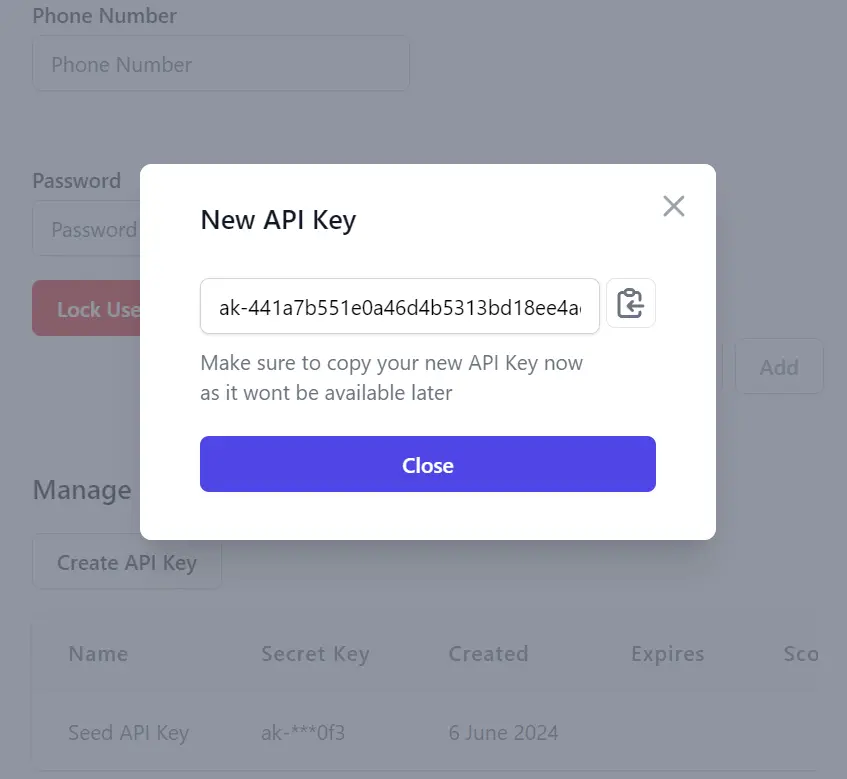 Phone Number
Phone Number
Password
Password
New API Key
ak-441a7b551e0a46d4b5313bd18ee4a
Make sure to copy your new API Key now
as it wont be available later
Close
Lock Use
Add
Manage
Create API Key
Name Secret Key Created Expires Sco
Seed API Key ak-***0f3 6 June 2024